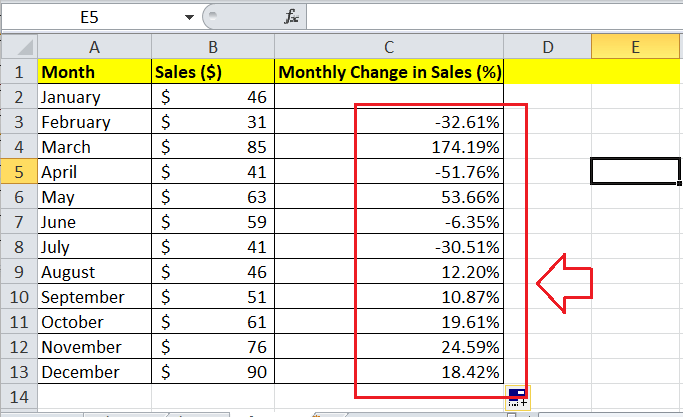 E5 fx
A B C D E
1 Month Sales ($) Monthly Change in Sales (%)
2 January $ 46
3 February $ 31 -32.61%
4 March $ 85 174.19%
5 April $ 41 -51.76%
6 May $ 63 53.66%
7 June $ 59 -6.35%
8 July $ 41 -30.51%
9 August $ 46 12.20%
10 September $ 51 10.87%
11 October $ 61 19.61%
12 November $ 76 24.59%
13 December $ 90 18.42%
14